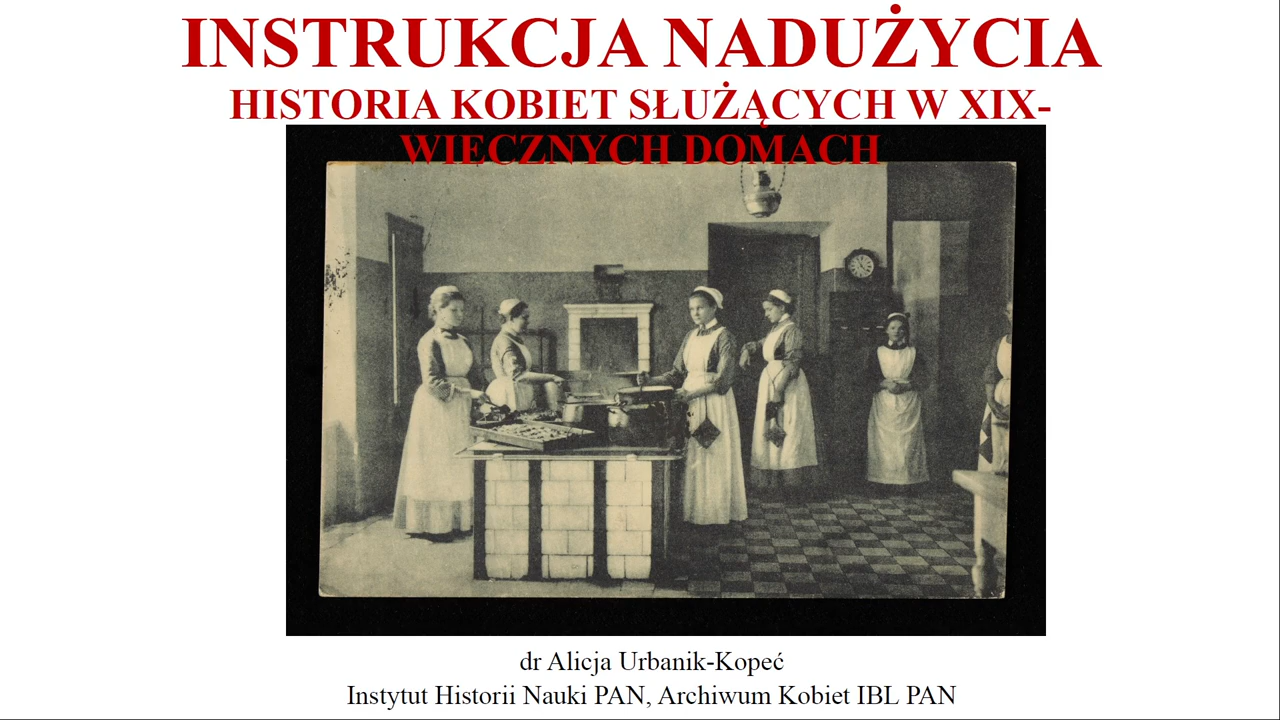 INSTRUKCJA NADUŻYCIA
HISTORIA KOBIET SŁUŻĄCYCH W XIX-
WIECZNYCH DOMACH
dr Alicja Urbanik-Kopeć
Instytut Historii Nauki PAN, Archiwum Kobiet IBL PAN